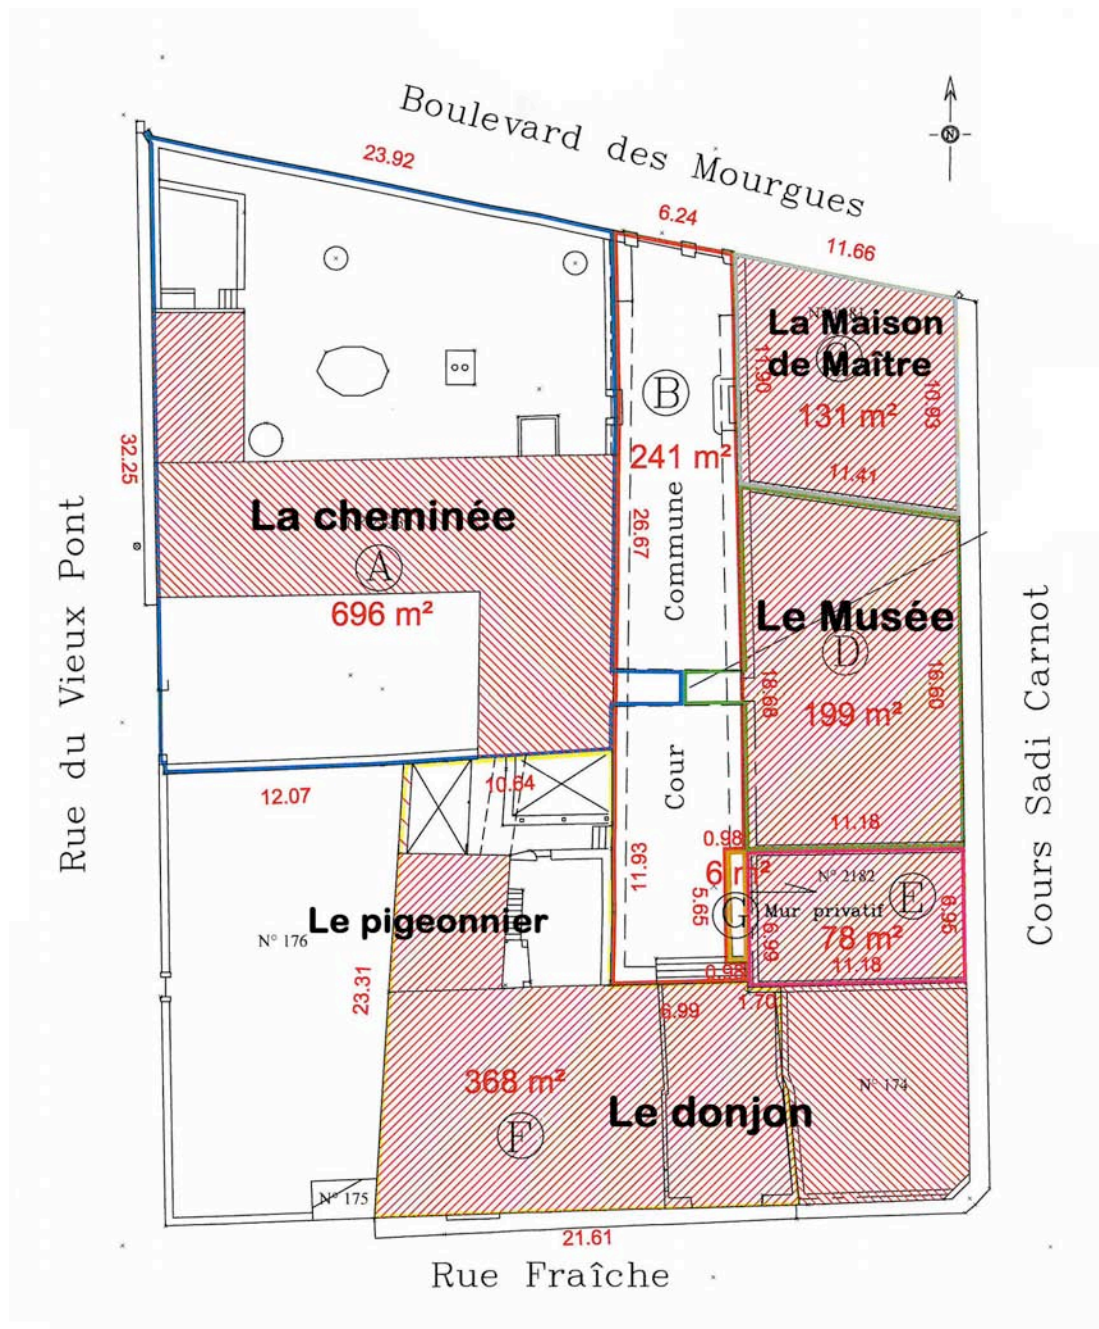 Boulevard des Mourgues
23.92
6.24
11.66
N
La Maison
de Maître
C
11.90
10.93
131 m²
11.41
B
241 m²
32.25
26.67
Commune
La cheminée
A
696 m²
Le Musée
D
18.68
16.60
199 m²
11.18
Rue du Vieux Pont
Cours Sadi Carnot
12.07
10.64
Cour
11.93
0.98
6 m²
5.65
G
N° 2182
E
Mur privatif
6.99
78 m²
6.95
11.18
0.98
1.70
6.99
Le pigeonnier
N° 176
23.31
368 m²
F
Le donjon
N° 174
N° 175
21.61
Rue Fraîche